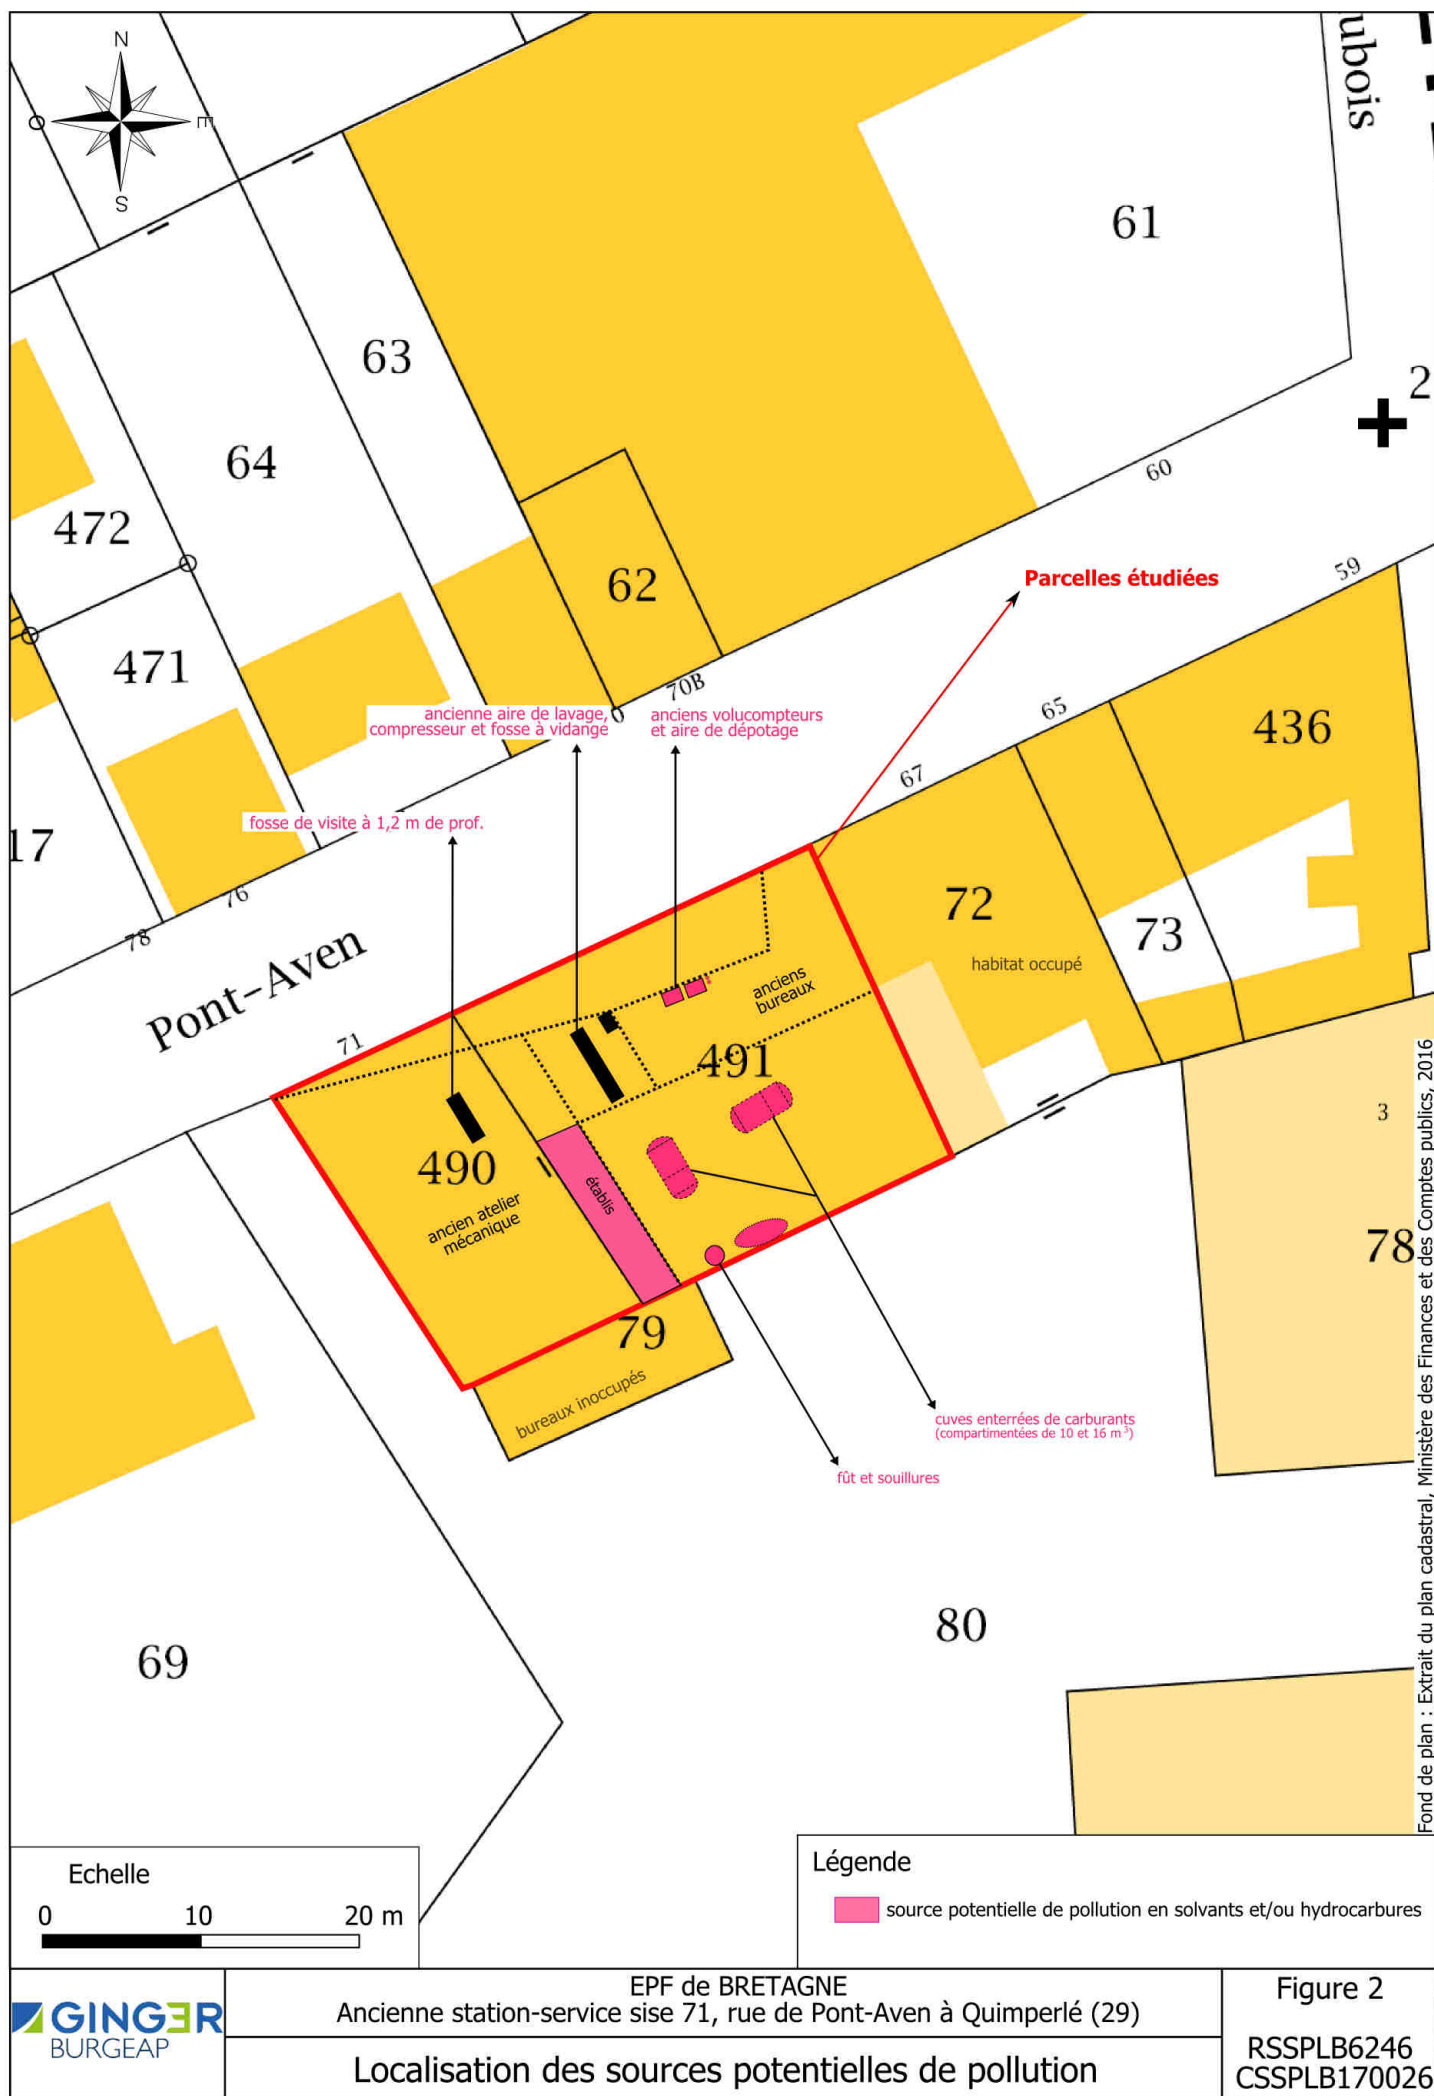 N
O
E
S
ubois
61
2
63
64
472
60
62
59
Parcelles étudiées
471
70B
0
65
436
ancienne aire de lavage,
compresseur et fosse à vidange
anciens volucompteurs
et aire de dépotage
67
fosse de visite à 1,2 m de prof.
17
76
72
78
73
Pont-Aven
habitat occupé
anciens
bureaux
71
491
3
490
établis
ancien atelier
mécanique
78
79
bureaux inoccupés
cuves enterrées de carburants
(compartimentées de 10 et 16 m³)
fût et souillures
80
69
Fond de plan : Extrait du plan cadastral, Ministère des Finances et des Comptes publics, 2016
Echelle
0 10 20 m
Légende
source potentielle de pollution en solvants et/ou hydrocarbures
GINGER
BURGEAP
EPF de BRETAGNE
Ancienne station-service sise 71, rue de Pont-Aven à Quimperlé (29)
Localisation des sources potentielles de pollution
Figure 2
RSSPLB6246
CSSPLB170026